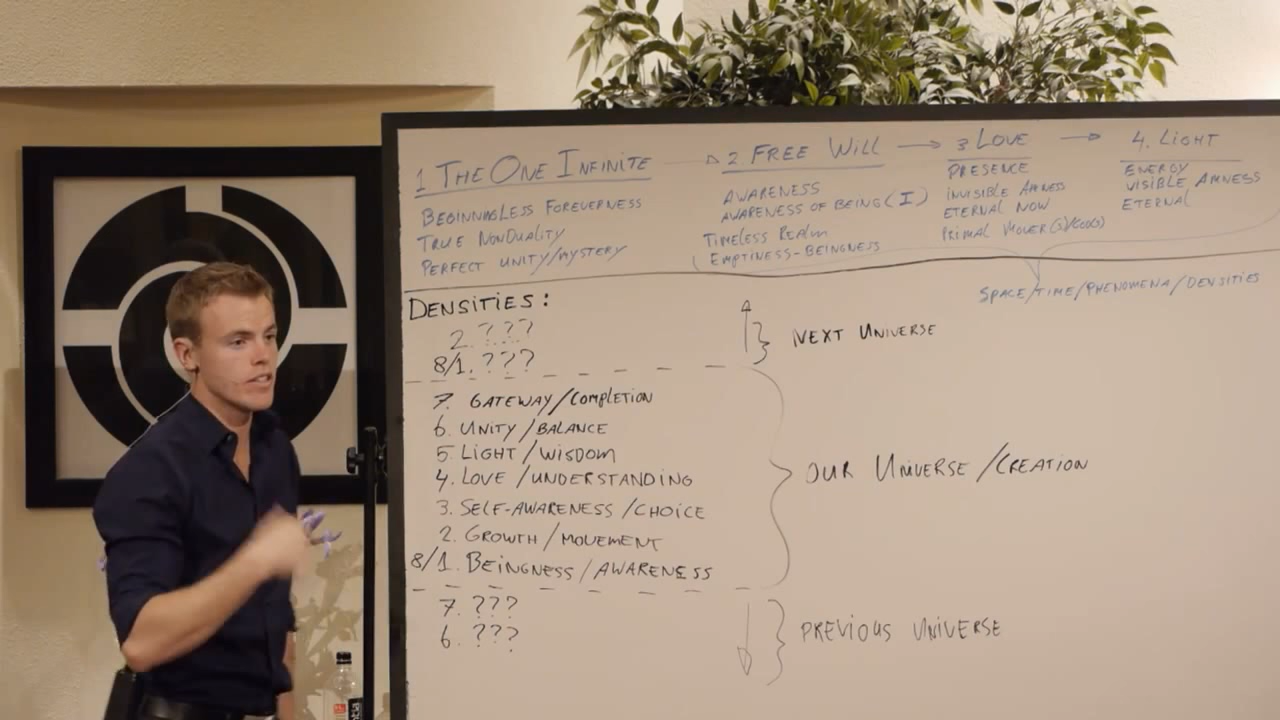 1 THE ONE INFINITE
BEGINNINGLESS FOREVERNESS
TRUE NONDUALITY
PERFECT UNITY/MYSTERY
2. FREE WILL
AWARENESS
AWARENESS OF BEING (I)
TIMELESS REALM
EMPTINESS-BEINGNESS
3 LOVE
PRESENCE
INVISIBLE AMNESS
ETERNAL NOW
PRIMAL MOVER(S)/GOD(S)
4. LIGHT
ENERGY
VISIBLE AMNESS
ETERNAL
SPACE/TIME/PHENOMENA/DENSITIES
DENSITIES:
2. ???
8/1. ???
NEXT UNIVERSE
7. GATEWAY/COMPLETION
6. UNITY/BALANCE
5. LIGHT/WISDOM
4. LOVE/UNDERSTANDING
3. SELF-AWARENESS/CHOICE
2. GROWTH/MOVEMENT
8/1. BEINGNESS/AWARENESS
OUR UNIVERSE/CREATION
7. ???
6. ???
PREVIOUS UNIVERSE